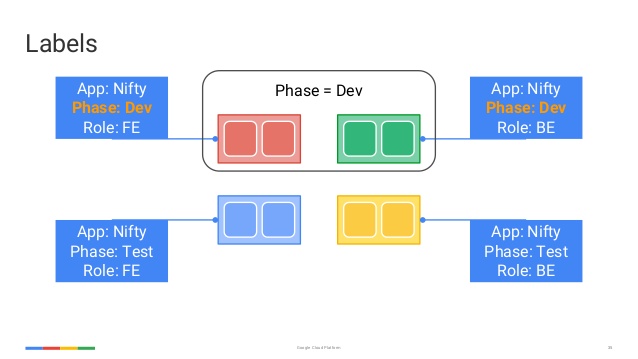 Labels
App: Nifty
Phase: Dev
Role: FE
Phase = Dev
App: Nifty
Phase: Dev
Role: BE
App: Nifty
Phase: Test
Role: FE
App: Nifty
Phase: Test
Role: BE
Google Cloud Platform